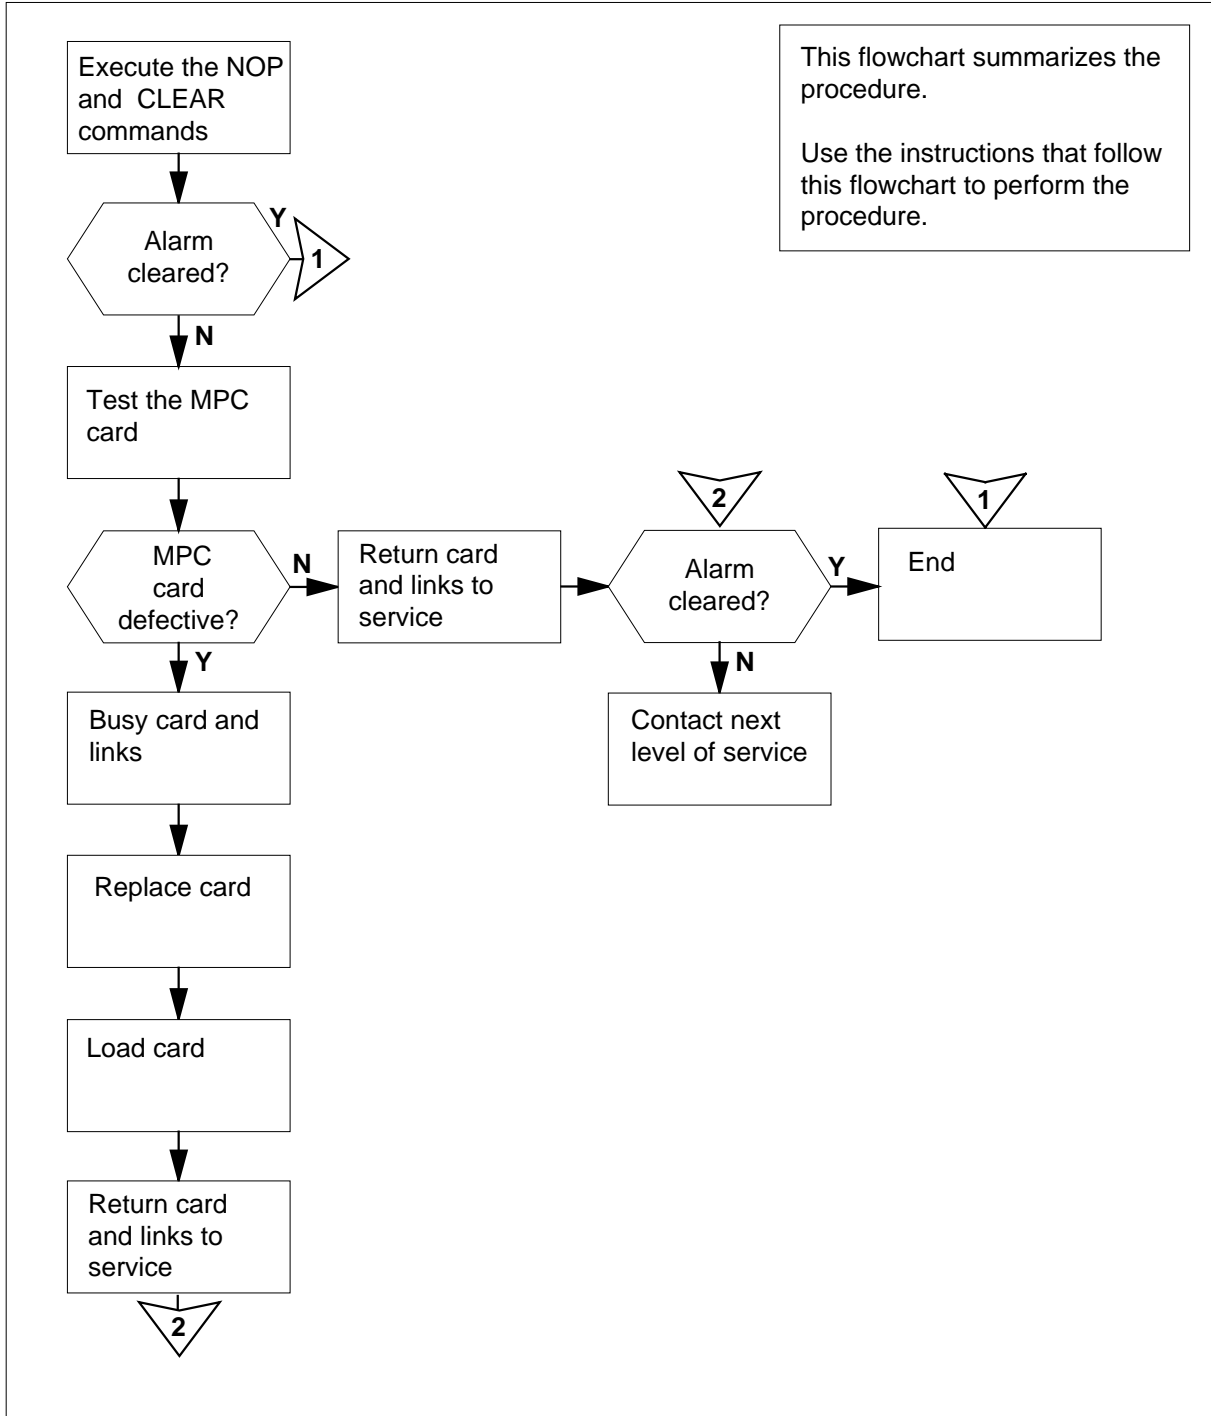 Execute the NOP
and CLEAR
commands
This flowchart summarizes the
procedure.
Use the instructions that follow
this flowchart to perform the
procedure.
Alarm
cleared?
Y
1
N
Test the MPC
card
MPC
card
defective?
N
Return card
and links to
service
2
Alarm
cleared?
Y
1
End
Y
N
Busy card and
links
Contact next
level of service
Replace card
Load card
Return card
and links to
service
2